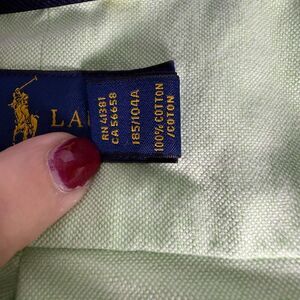 LA
RN 41381
CA 56658
185/104A
100% COTTON
/COTON